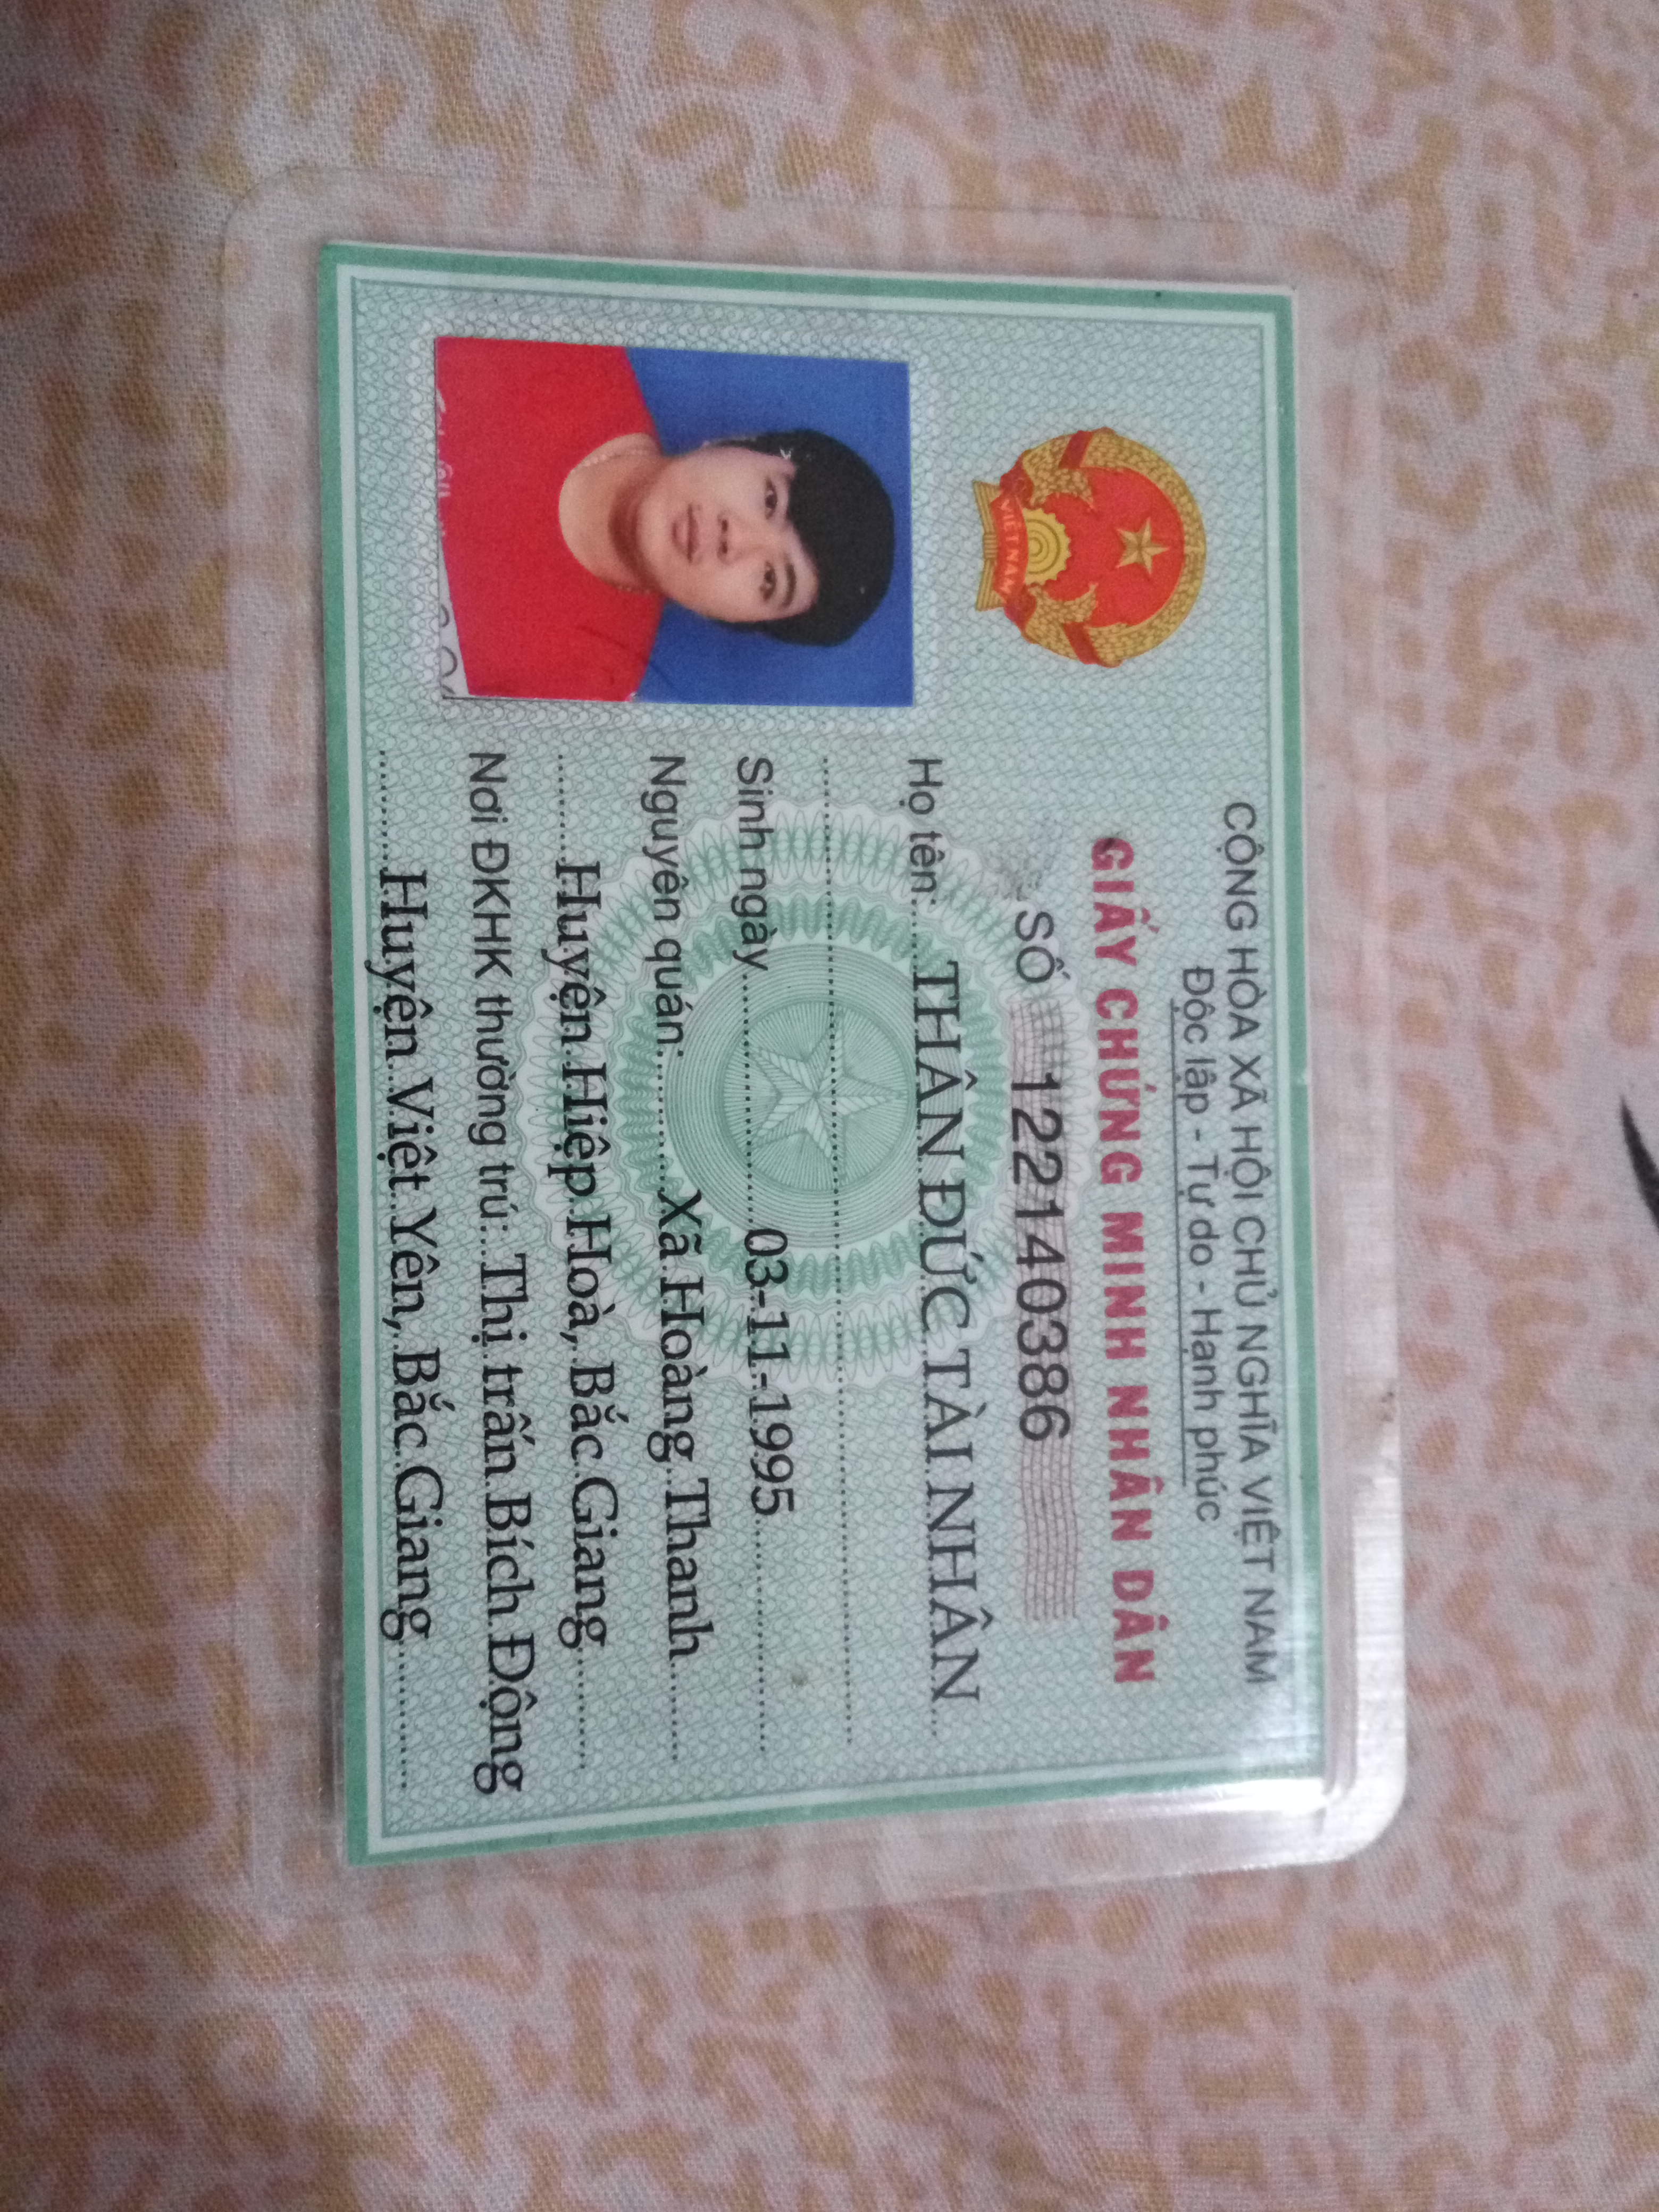 CỘNG HÒA XÃ HỘI CHỦ NGHĨA VIỆT NAM
Độc lập - Tự do - Hạnh phúc
GIẤY CHỨNG MINH NHÂN DÂN
SỐ 122140386
VIỆT NAM
Họ tên: THÂN ĐỨC TÀI NHÂN
Sinh ngày 03-11-1995
Nguyên quán: Xã Hoàng Thanh
Huyện Hiệp Hoà, Bắc Giang
Nơi ĐKHK thường trú: Thị trấn Bích Động
Huyện Việt Yên, Bắc Giang